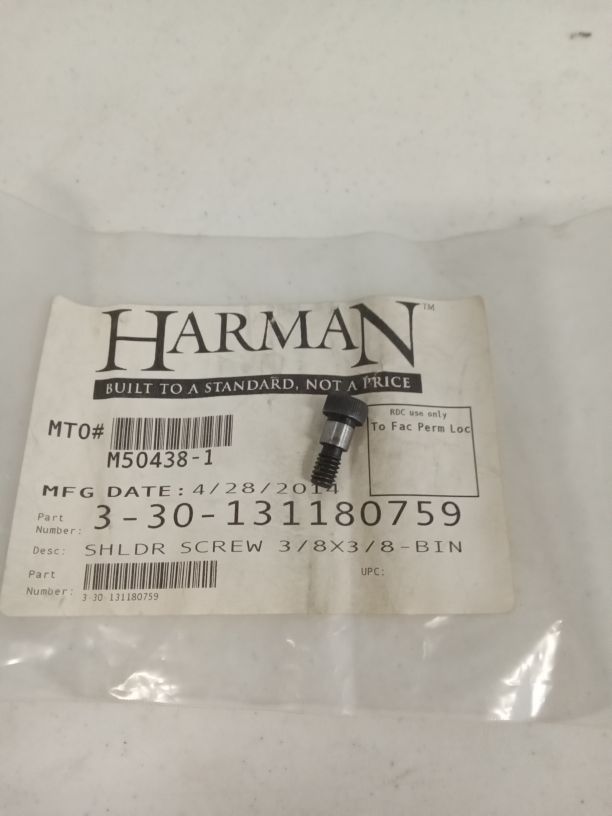 HARMAN™
BUILT TO A STANDARD, NOT A PRICE
RDC use only
To Fac Perm Loc
MTO#
M50438-1
MFG DATE: 4/28/2014
Part Number: 3-30-131180759
Desc: SHLDR SCREW 3/8X3/8-BIN
Part Number:
UPC:
3 30 131180759